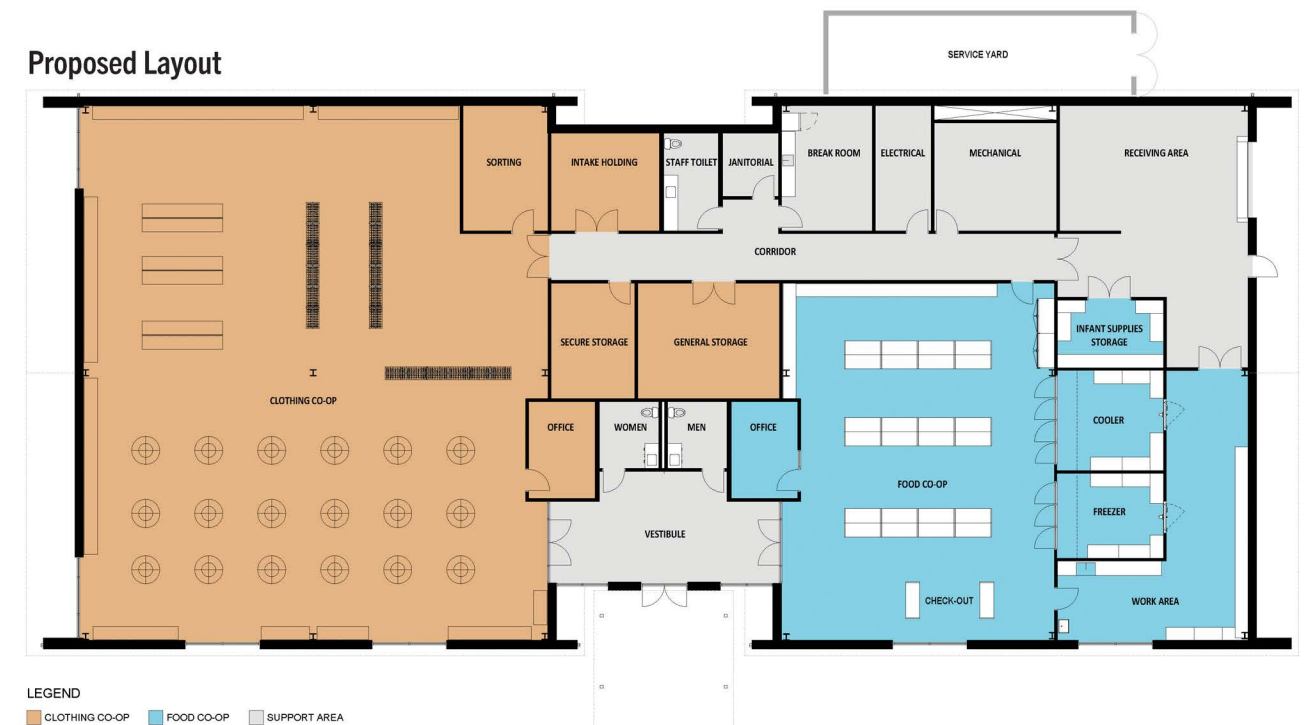 Proposed Layout
SERVICE YARD
SORTING
INTAKE HOLDING
STAFF TOILET
JANITORIAL
BREAK ROOM
ELECTRICAL
MECHANICAL
RECEIVING AREA
CORRIDOR
SECURE STORAGE
GENERAL STORAGE
INFANT SUPPLIES
STORAGE
CLOTHING CO-OP
OFFICE
WOMEN
MEN
OFFICE
COOLER
FOOD CO-OP
FREEZER
VESTIBULE
CHECK-OUT
WORK AREA
LEGEND
CLOTHING CO-OP
FOOD CO-OP
SUPPORT AREA